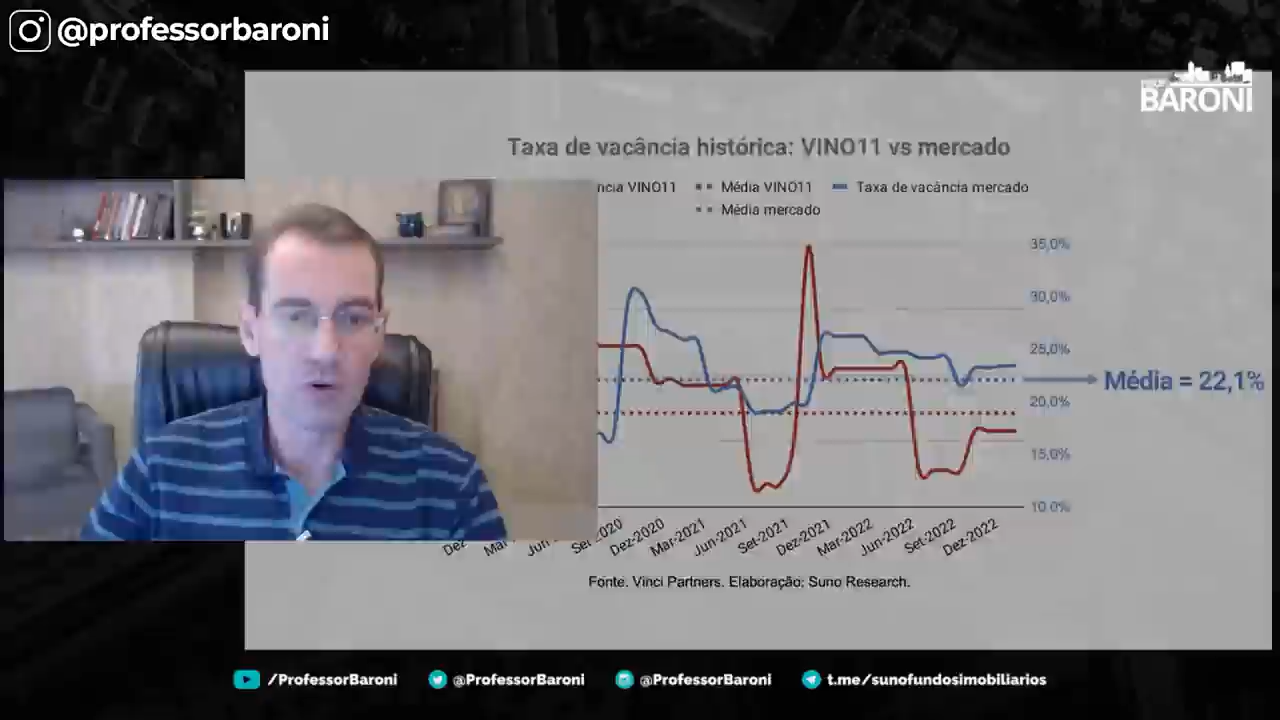 @professorbaroni
BARONI
Taxa de vacância histórica: VINO11 vs mercado
ncia VINO11
Média VINO11
Taxa de vacância mercado
Média mercado
35,0%
30,0%
25,0%
Média = 22,1%
20,0%
15,0%
10,0%
Dez-2020
Mar-2021
Jun-2021
Set-2021
Dez-2021
Mar-2022
Jun-2022
Set-2022
Dez-2022
Fonte. Vinci Partners. Elaboração: Suno Research.
/ProfessorBaroni
@ProfessorBaroni
@ProfessorBaroni
t.me/sunofundosimobiliarios